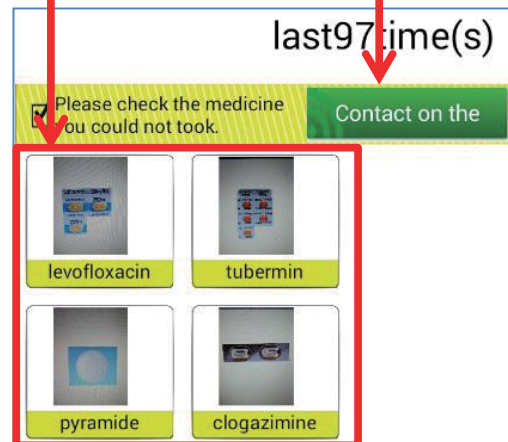 last97time(s)
Please check the medicine
you could not took.
Contact on the
levofloxacin
tubermin
pyramide
clogazimine